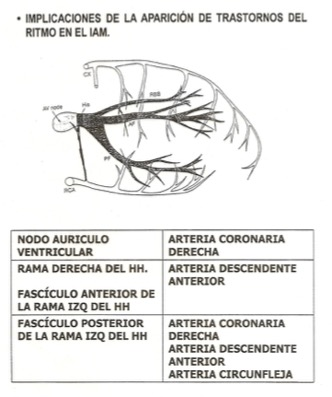 • IMPLICACIONES DE LA APARICIÓN DE TRASTORNOS DEL
RITMO EN EL IAM.
CX
AV NODE
HB
RBB
AF
PF
RCA
NODO AURICULO
VENTRICULAR
ARTERIA CORONARIA
DERECHA
RAMA DERECHA DEL HH.
FASCÍCULO ANTERIOR DE
LA RAMA IZQ DEL HH
ARTERIA DESCENDENTE
ANTERIOR
FASCÍCULO POSTERIOR
DE LA RAMA IZQ DEL HH
ARTERIA CORONARIA
DERECHA
ARTERIA DESCENDENTE
ANTERIOR
ARTERIA CIRCUNFLEJA